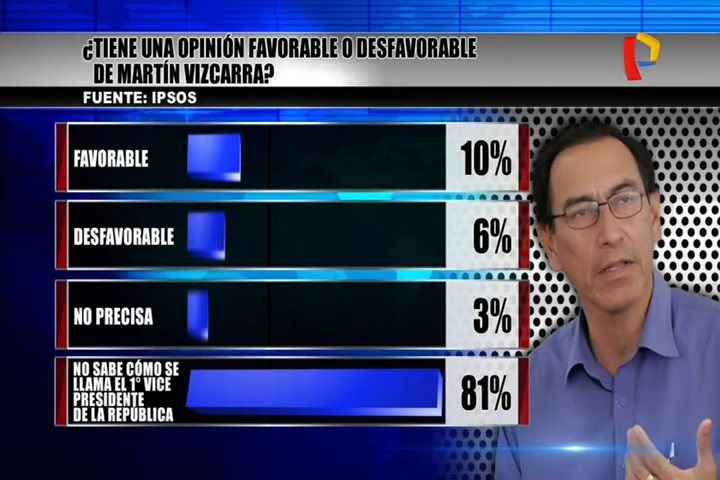 ¿TIENE UNA OPINIÓN FAVORABLE O DESFAVORABLE
DE MARTÍN VIZCARRA?
FUENTE: IPSOS
FAVORABLE 10%
DESFAVORABLE 6%
NO PRECISA 3%
NO SABE CÓMO SE
LLAMA EL 1° VICE
PRESIDENTE
DE LA REPÚBLICA 81%